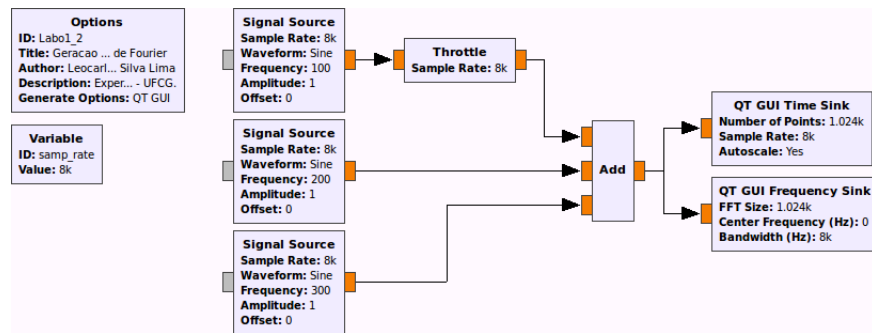 Options
ID: Labo1_2
Title: Geracao ... de Fourier
Author: Leocarl... Silva Lima
Description: Exper... - UFCG.
Generate Options: QT GUI
Variable
ID: samp_rate
Value: 8k
Signal Source
Sample Rate: 8k
Waveform: Sine
Frequency: 100
Amplitude: 1
Offset: 0
Throttle
Sample Rate: 8k
Signal Source
Sample Rate: 8k
Waveform: Sine
Frequency: 200
Amplitude: 1
Offset: 0
Signal Source
Sample Rate: 8k
Waveform: Sine
Frequency: 300
Amplitude: 1
Offset: 0
Add
QT GUI Time Sink
Number of Points: 1.024k
Sample Rate: 8k
Autoscale: Yes
QT GUI Frequency Sink
FFT Size: 1.024k
Center Frequency (Hz): 0
Bandwidth (Hz): 8k